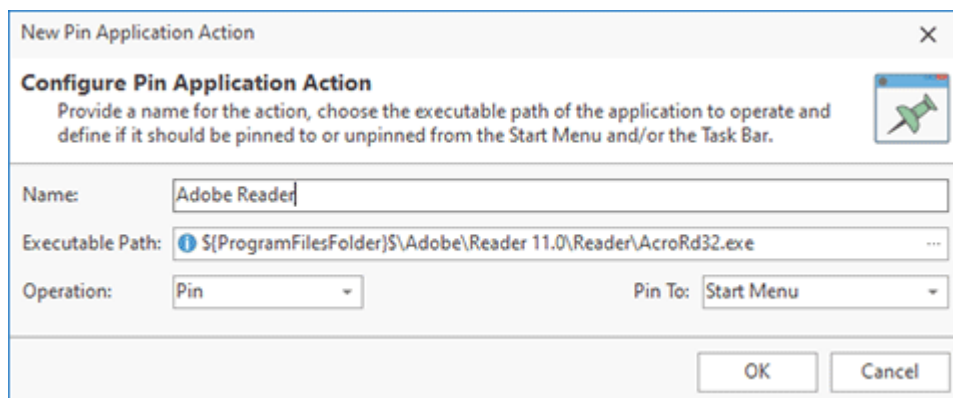 New Pin Application Action
Configure Pin Application Action
Provide a name for the action, choose the executable path of the application to operate and
define if it should be pinned to or unpinned from the Start Menu and/or the Task Bar.
Name: Adobe Reader
Executable Path: ${ProgramFilesFolder}$\Adobe\Reader 11.0\Reader\AcroRd32.exe ...
Operation: Pin Pin To: Start Menu
OK Cancel